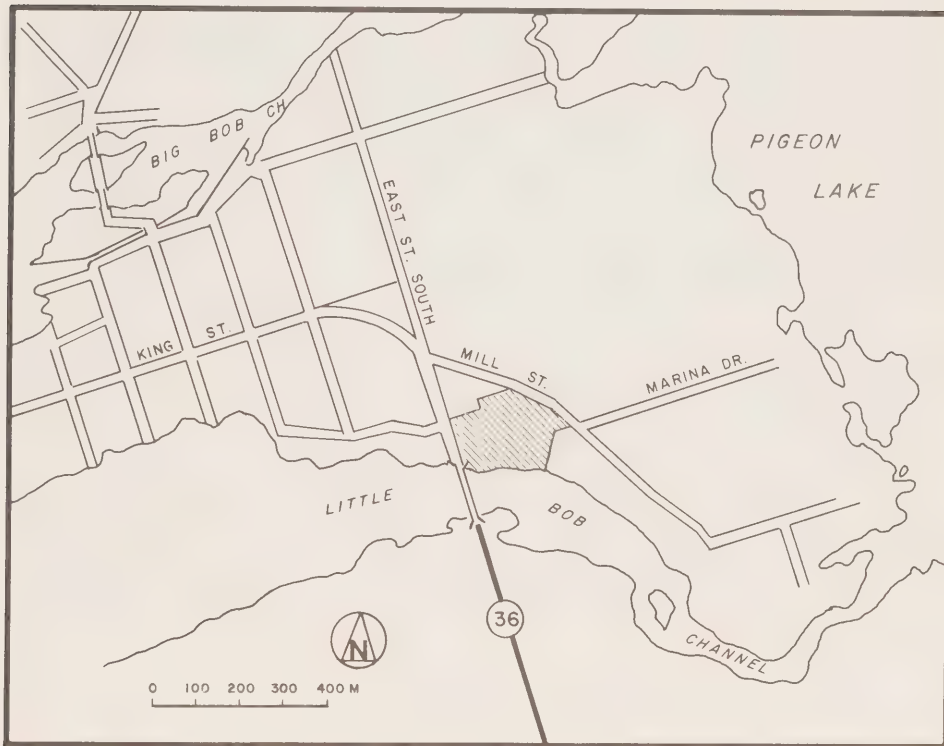 BIG BOB CH
PIGEON
LAKE
EAST ST. SOUTH
KING ST.
MILL ST.
MARINA DR.
LITTLE BOB CHANNEL
36
N
0 100 200 300 400 M